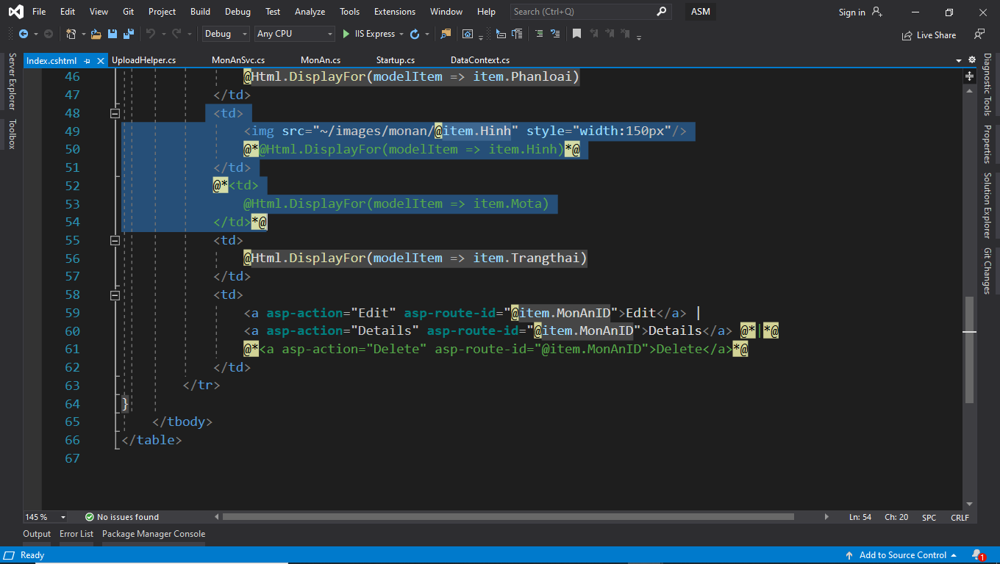 File Edit View Git Project Build Debug Test Analyze Tools Extensions Window Help Search (Ctrl+Q) ASM Sign in
Debug Any CPU IIS Express Live Share
Index.cshtml UploadHelper.cs MonAnSvc.cs MonAn.cs Startup.cs DataContext.cs
Server Explorer
Toolbox
46 @Html.DisplayFor(modelItem => item.Phanloai)
47 </td>
48 <td>
49 <img src="~/images/monan/@item.Hinh" style="width:150px"/>
50 @*@Html.DisplayFor(modelItem => item.Hinh)*@
51 </td>
52 @*<td>
53 @Html.DisplayFor(modelItem => item.Mota)
54 </td>*@
55 <td>
56 @Html.DisplayFor(modelItem => item.Trangthai)
57 </td>
58 <td>
59 <a asp-action="Edit" asp-route-id="@item.MonAnID">Edit</a> |
60 <a asp-action="Details" asp-route-id="@item.MonAnID">Details</a> @*|*@
61 @*<a asp-action="Delete" asp-route-id="@item.MonAnID">Delete</a>*@
62 </td>
63 </tr>
64 }
65 </tbody>
66 </table>
67
Diagnostic Tools
Properties
Solution Explorer
Git Changes
145 % No issues found Ln: 54 Ch: 20 SPC CRLF
Output Error List Package Manager Console
Ready Add to Source Control 1